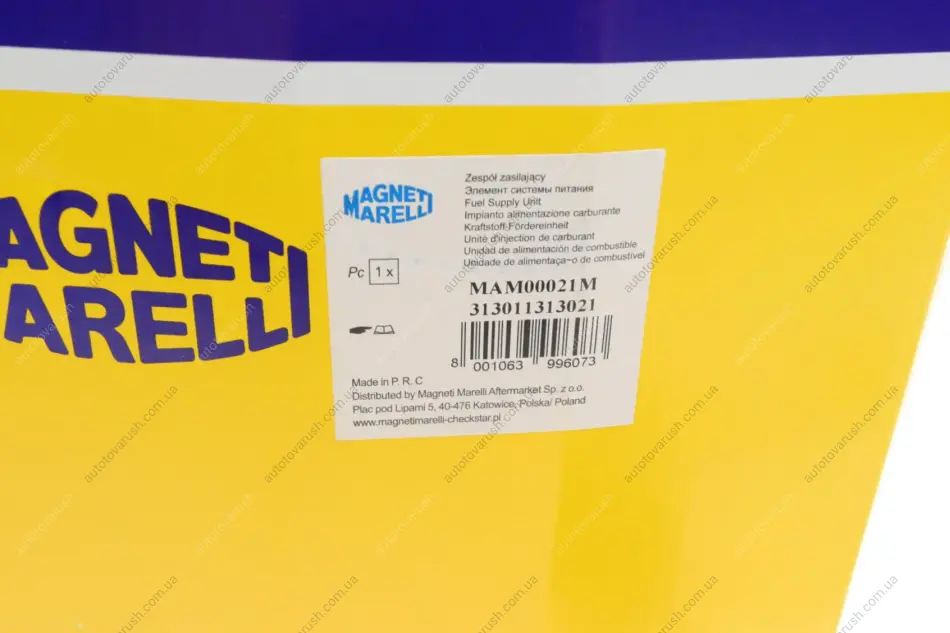 MAGNETI
MARELLI
MAGNETI
MARELLI
Pc 1 x
Zespół zasilający
Элемент системы питания
Fuel Supply Unit
Impianto alimentazione carburante
Kraftstoff-Fördereinheit
Unité d'injection de carburant
Unidad de alimentación de combustible
Unidade de alimentaça~o de combustível
MAM00021M
313011313021
8 001063 996073
Made in P. R. C
Distributed by Magneti Marelli Aftermarket Sp. z o.o.
Plac pod Lipami 5, 40-476 Katowice, Polska/ Poland
www.magnetimarelli-checkstar.pl
autotovarush.com.ua